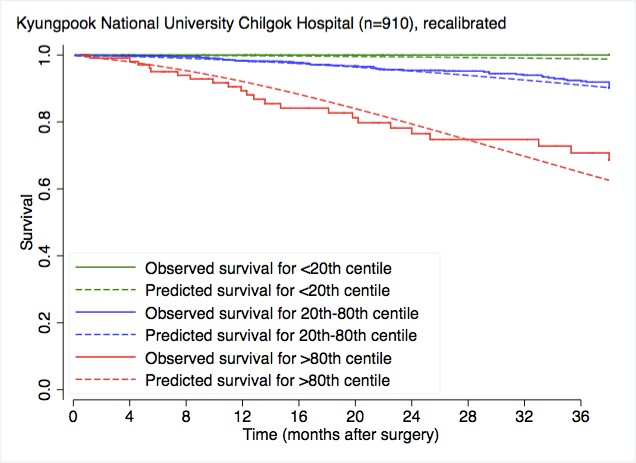 Kyungpook National University Chilgok Hospital (n=910), recalibrated
1.0
0.8
0.6
0.4
0.2
0.0
Survival
Observed survival for <20th centile
Predicted survival for <20th centile
Observed survival for 20th-80th centile
Predicted survival for 20th-80th centile
Observed survival for >80th centile
Predicted survival for >80th centile
0 4 8 12 16 20 24 28 32 36
Time (months after surgery)